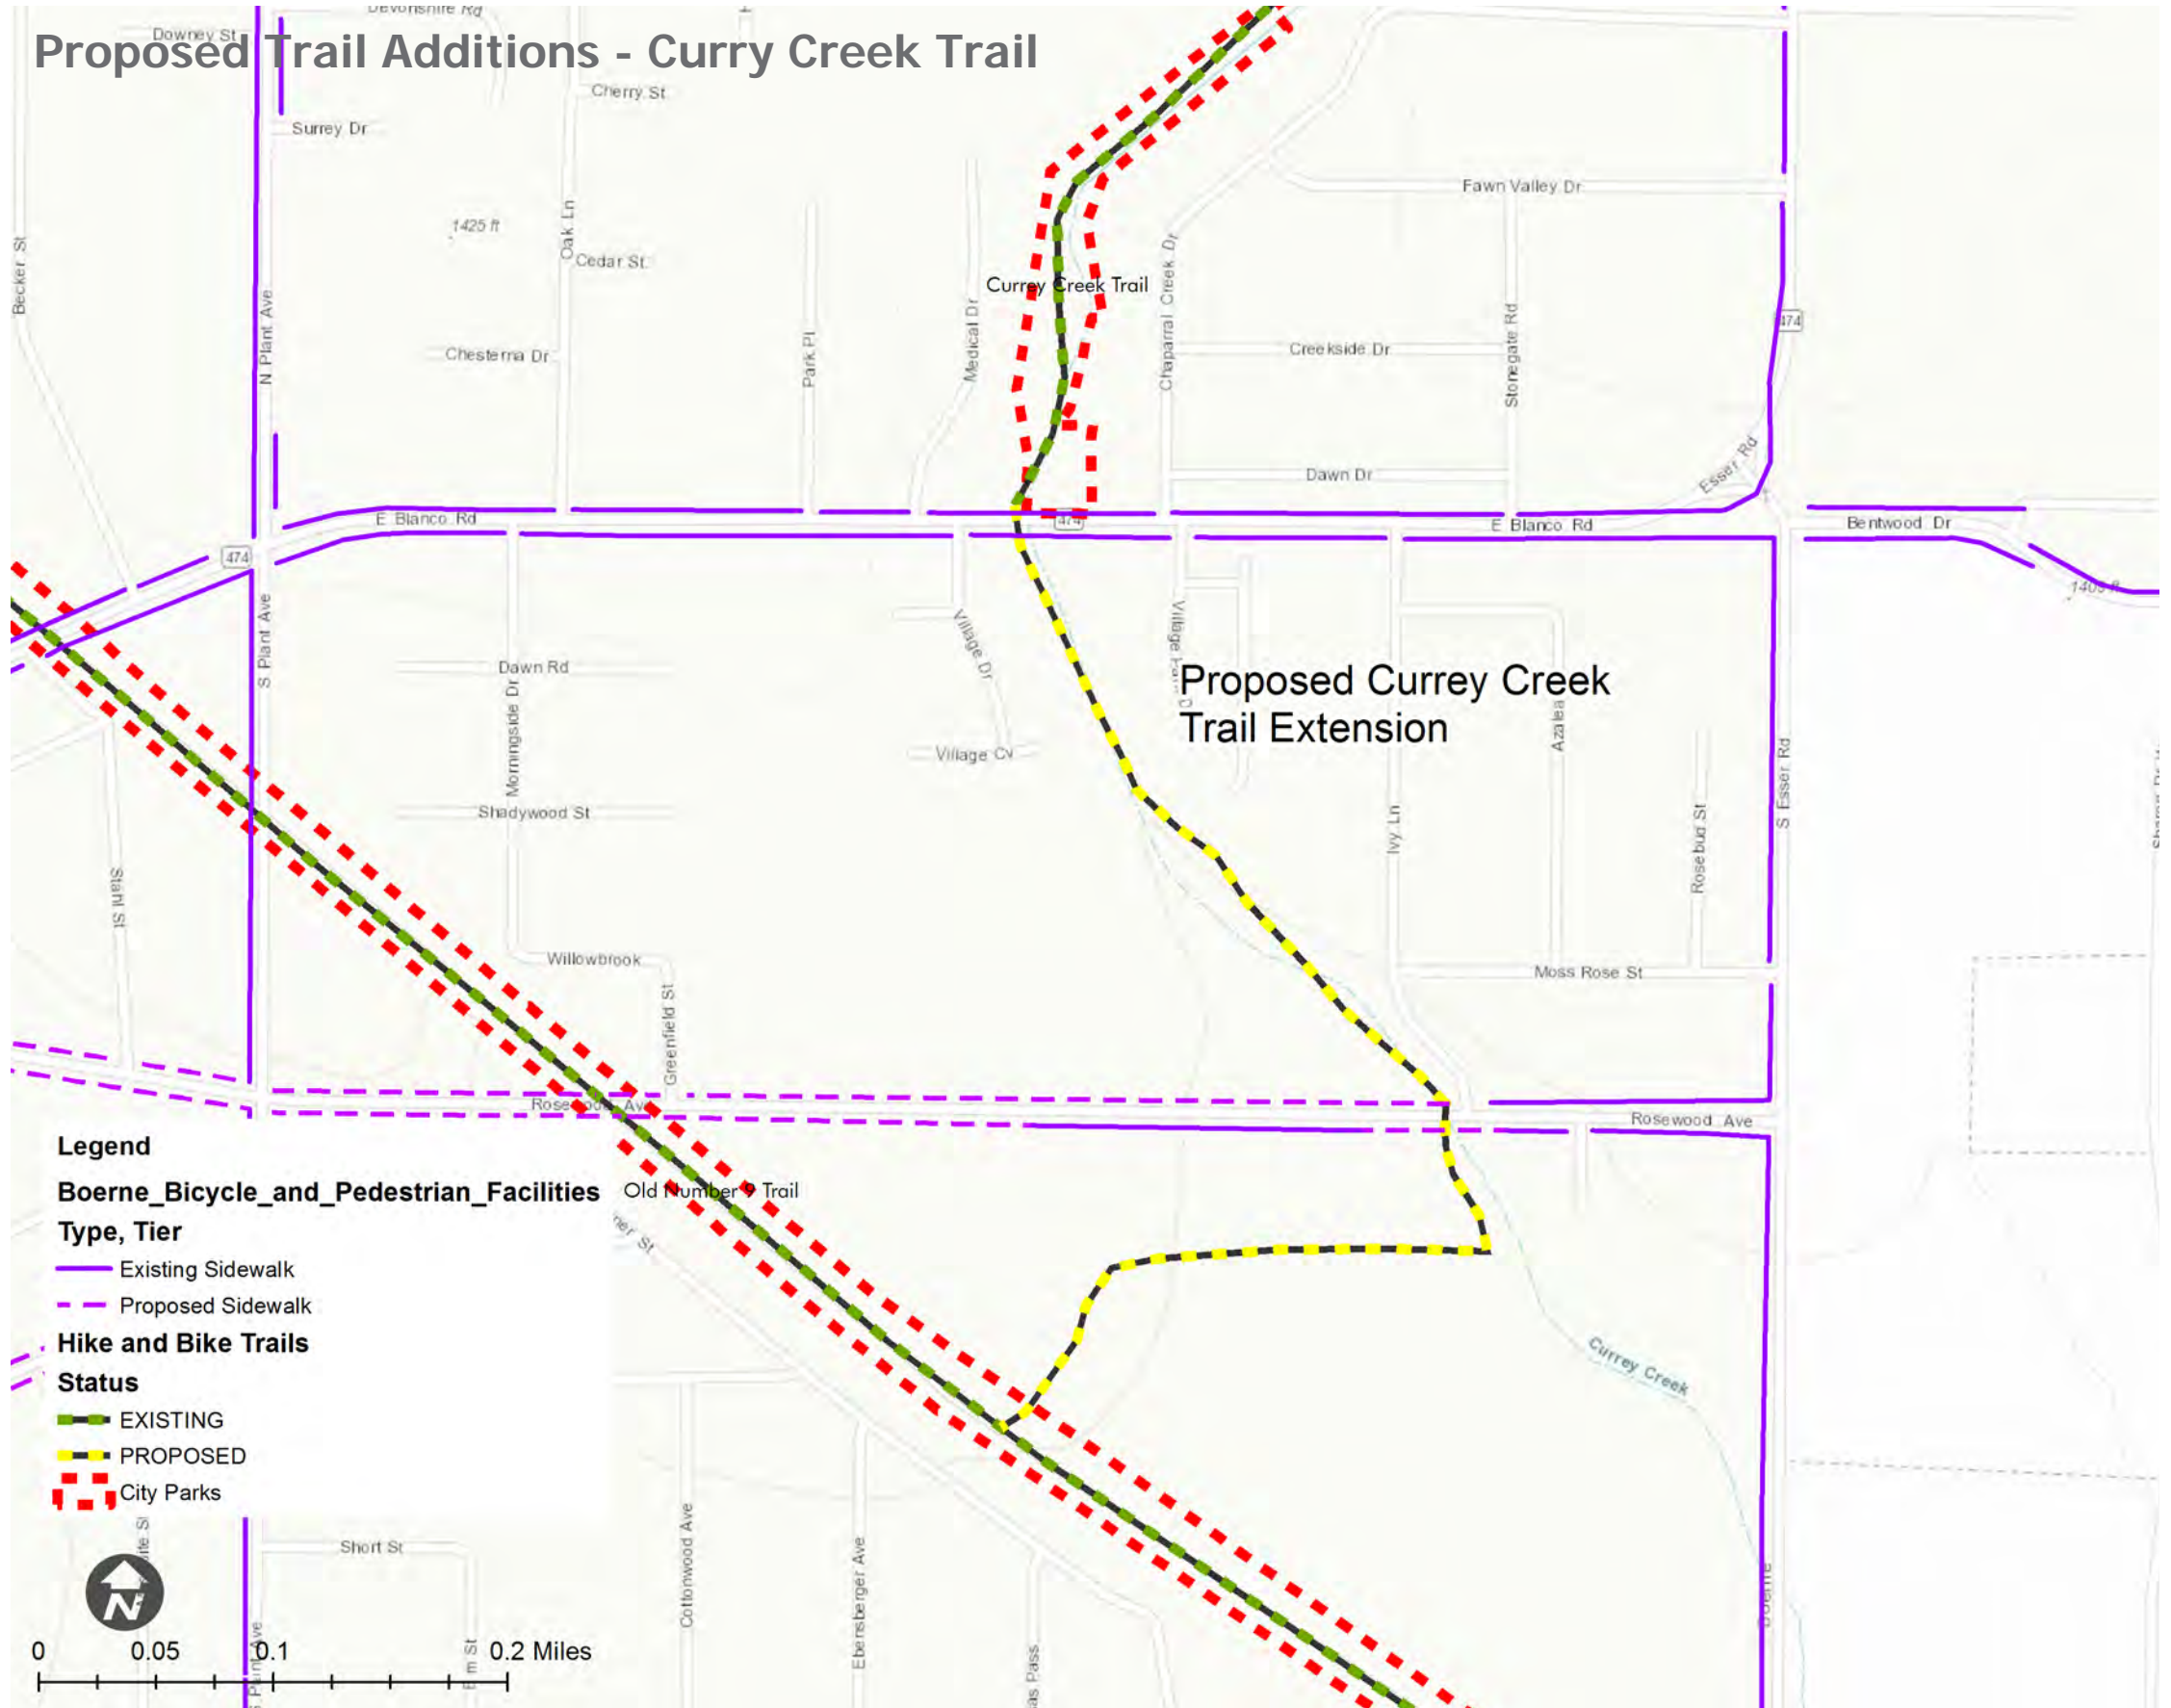 Devonshire Rd
Downey St
Proposed Trail Additions - Curry Creek Trail
Cherry St
Surrey Dr
Fawn Valley Dr
1425 ft
Oak Ln
Cedar St
Becker St
Currey Creek Trail
Chaparral Creek Dr
N Plant Ave
Medical Dr
Park Pl
Stonegate Rd
474
Chesterna Dr
Creekside Dr
Dawn Dr
Esser Rd
E Blanco Rd
474
E Blanco Rd
Bentwood Dr
474
S Plant Ave
Village Dr
Dawn Rd
Morningside Dr
Proposed Currey Creek
Trail Extension
Azalea
Village Cv
S Esser Rd
Shadywood St
Ivy Ln
Rosebud St
Stahl St
Willowbrook
Moss Rose St
Greenfield St
Rosewood Av
Rosewood Ave
Legend
Boerne_Bicycle_and_Pedestrian_Facilities
Old Number 9 Trail
Type, Tier
Existing Sidewalk
Proposed Sidewalk
Hike and Bike Trails
Status
EXISTING
PROPOSED
City Parks
Currey Creek
Short St
Cottonwood Ave
Ebensberger Ave
N
0 0.05 0.1 0.2 Miles